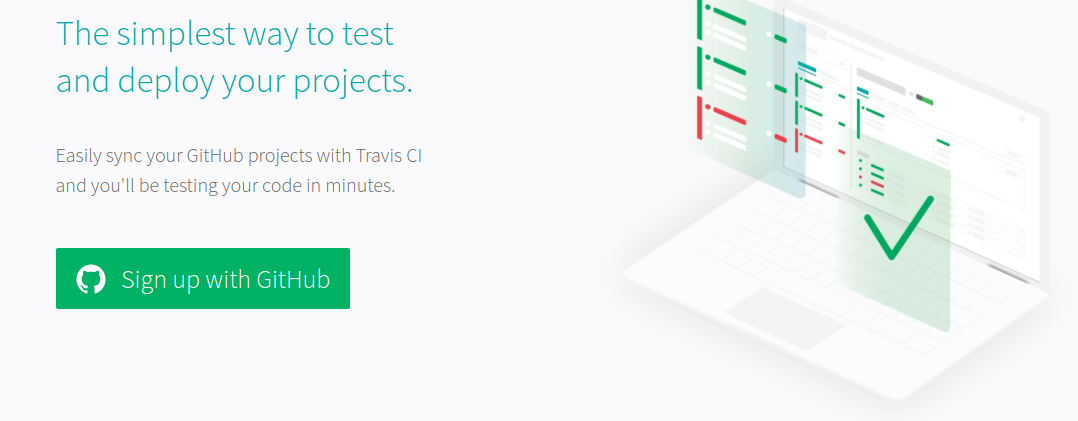 The simplest way to test
and deploy your projects.
Easily sync your GitHub projects with Travis CI
and you'll be testing your code in minutes.
Sign up with GitHub